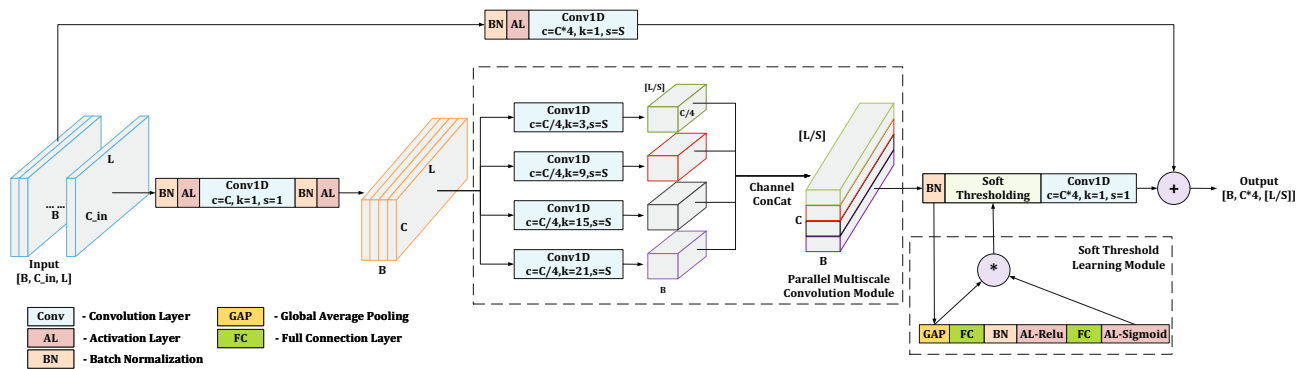 BN AL Conv1D
c=C*4, k=1, s=S
L
... ...
B
C_in
Input
[B, C_in, L]
BN AL Conv1D BN AL
c=C, k=1, s=1
L
C
B
Conv1D
c=C/4,k=3,s=S
Conv1D
c=C/4,k=9,s=S
Conv1D
c=C/4,k=15,s=S
Conv1D
c=C/4,k=21,s=S
[L/S]
C/4
B
Channel
ConCat
[L/S]
C
B
Parallel Multiscale
Convolution Module
BN Soft
Thresholding Conv1D
c=C*4, k=1, s=1
+
Output
[B, C*4, [L/S]]
Soft Threshold
Learning Module
*
GAP FC BN AL-Relu FC AL-Sigmoid
Conv - Convolution Layer
AL - Activation Layer
BN - Batch Normalization
GAP - Global Average Pooling
FC - Full Connection Layer